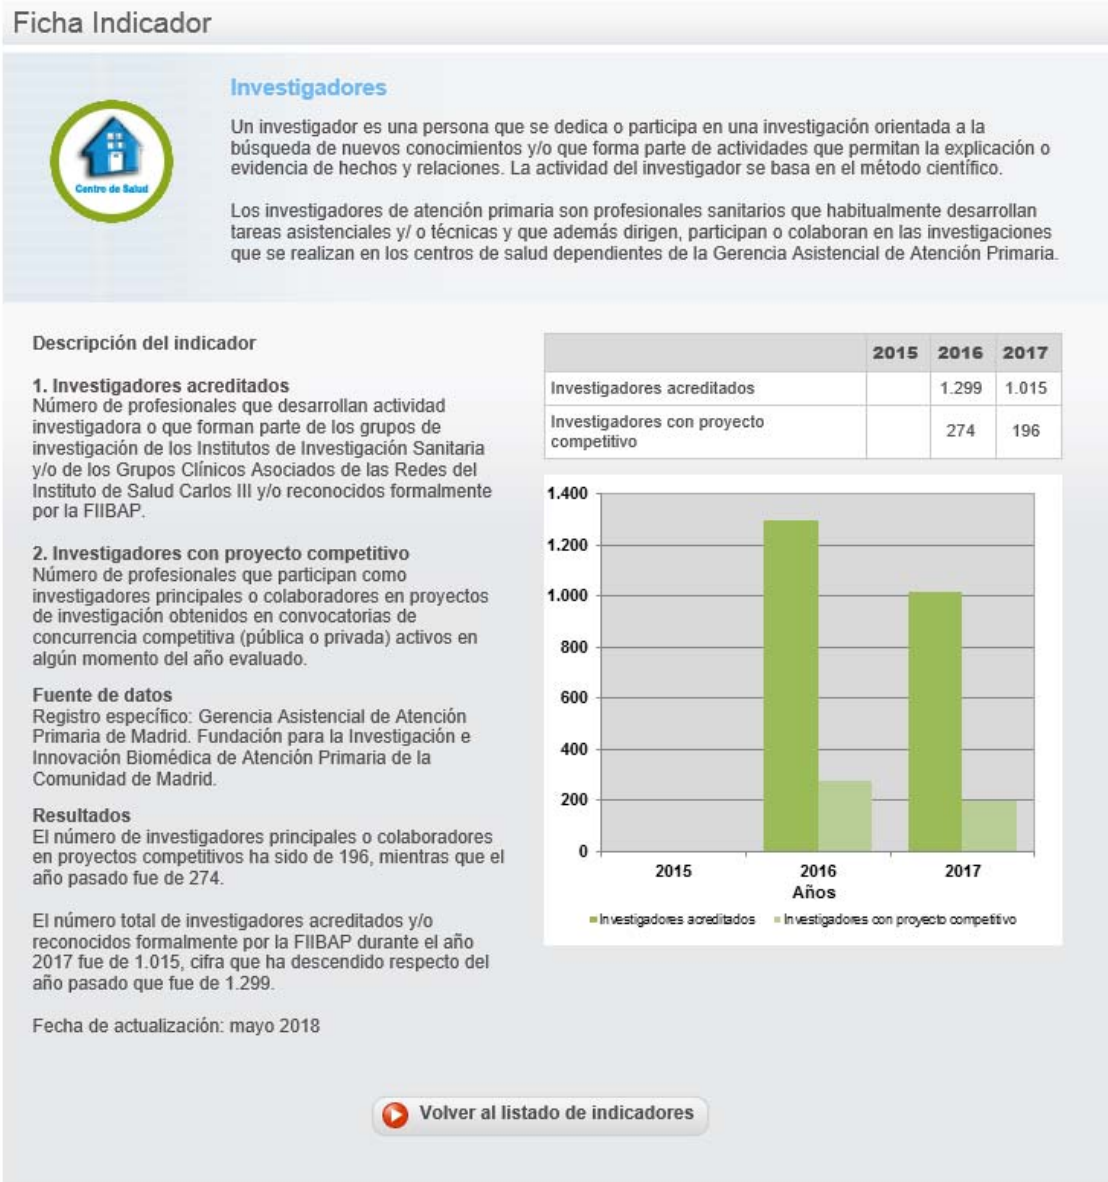 Ficha Indicador
Centro de Salud
Investigadores
Un investigador es una persona que se dedica o participa en una investigación orientada a la
búsqueda de nuevos conocimientos y/o que forma parte de actividades que permitan la explicación o
evidencia de hechos y relaciones. La actividad del investigador se basa en el método científico.
Los investigadores de atención primaria son profesionales sanitarios que habitualmente desarrollan
tareas asistenciales y/ o técnicas y que además dirigen, participan o colaboran en las investigaciones
que se realizan en los centros de salud dependientes de la Gerencia Asistencial de Atención Primaria.
Descripción del indicador
1. Investigadores acreditados
Número de profesionales que desarrollan actividad
investigadora o que forman parte de los grupos de
investigación de los Institutos de Investigación Sanitaria
y/o de los Grupos Clínicos Asociados de las Redes del
Instituto de Salud Carlos III y/o reconocidos formalmente
por la FIIBAP.
2. Investigadores con proyecto competitivo
Número de profesionales que participan como
investigadores principales o colaboradores en proyectos
de investigación obtenidos en convocatorias de
concurrencia competitiva (pública o privada) activos en
algún momento del año evaluado.
Fuente de datos
Registro específico: Gerencia Asistencial de Atención
Primaria de Madrid. Fundación para la Investigación e
Innovación Biomédica de Atención Primaria de la
Comunidad de Madrid.
Resultados
El número de investigadores principales o colaboradores
en proyectos competitivos ha sido de 196, mientras que el
año pasado fue de 274.
El número total de investigadores acreditados y/o
reconocidos formalmente por la FIIBAP durante el año
2017 fue de 1.015, cifra que ha descendido respecto del
año pasado que fue de 1.299.
Fecha de actualización: mayo 2018
2015 2016 2017
Investigadores acreditados 1.299 1.015
Investigadores con proyecto
competitivo 274 196
1.400
1.200
1.000
800
600
400
200
0
2015 2016 2017
Años
Investigadores acreditados Investigadores con proyecto competitivo
Volver al listado de indicadores